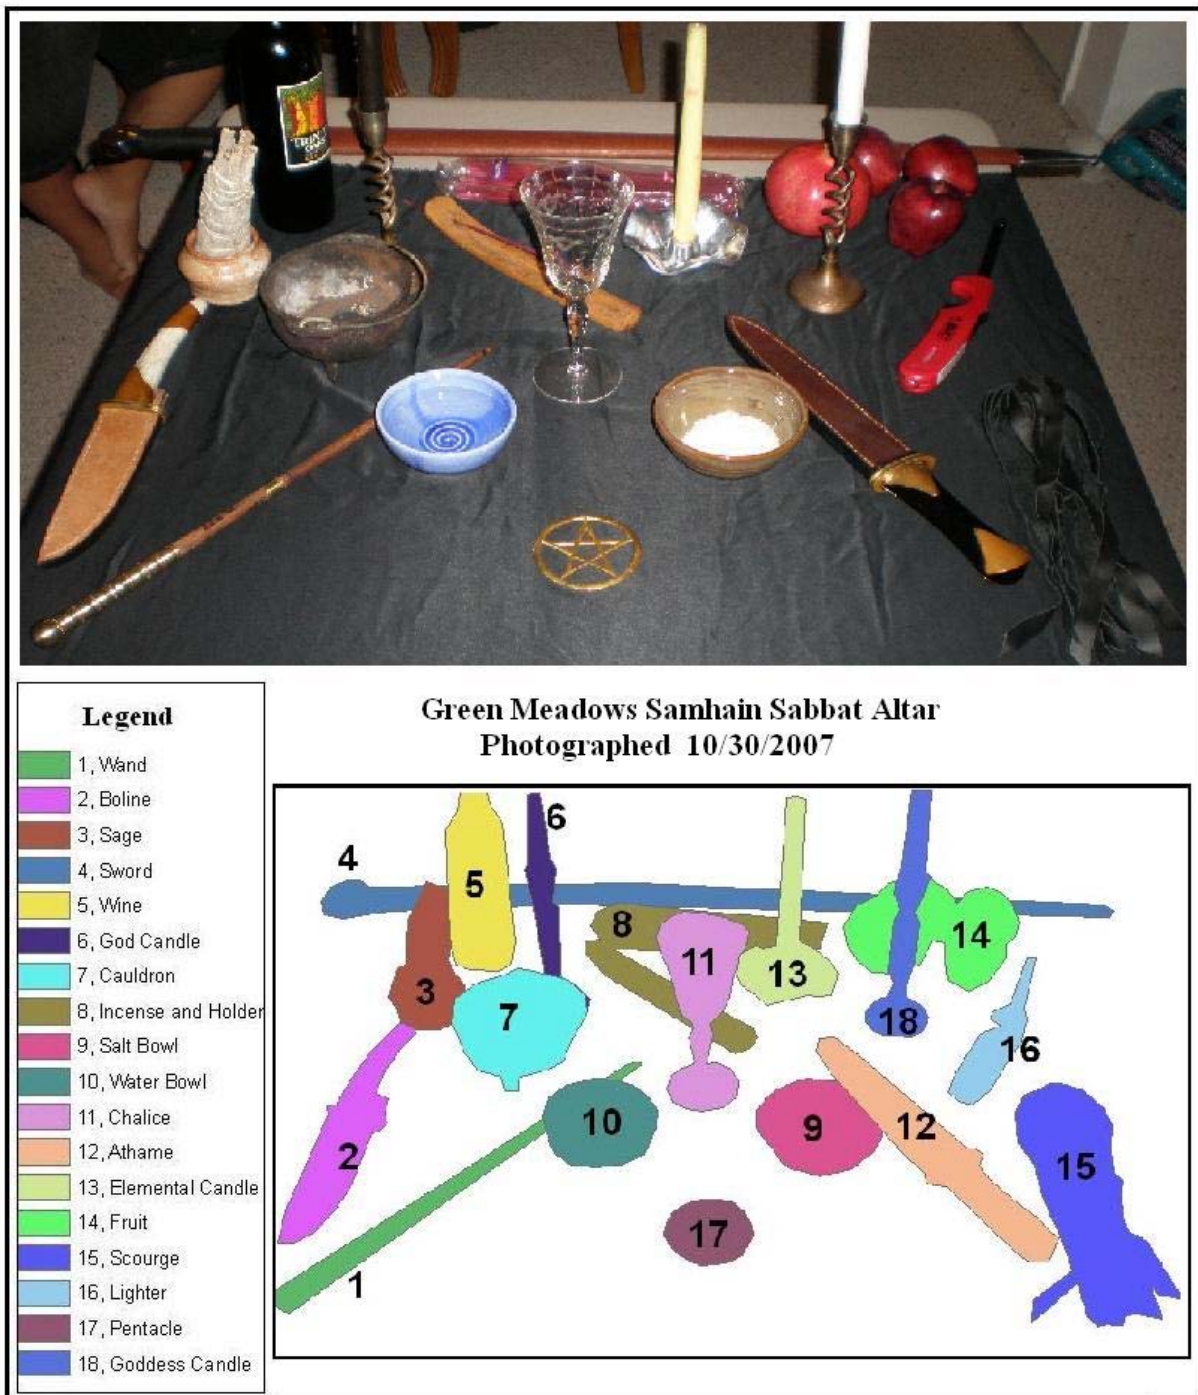 TRINITY
OAKS
Legend
1, Wand
2, Boline
3, Sage
4, Sword
5, Wine
6, God Candle
7, Cauldron
8, Incense and Holder
9, Salt Bowl
10, Water Bowl
11, Chalice
12, Athame
13, Elemental Candle
14, Fruit
15, Scourge
16, Lighter
17, Pentacle
18, Goddess Candle
Green Meadows Samhain Sabbat Altar
Photographed 10/30/2007
4
5
6
8
11
13
14
3
7
18
16
2
10
9
12
15
17
1